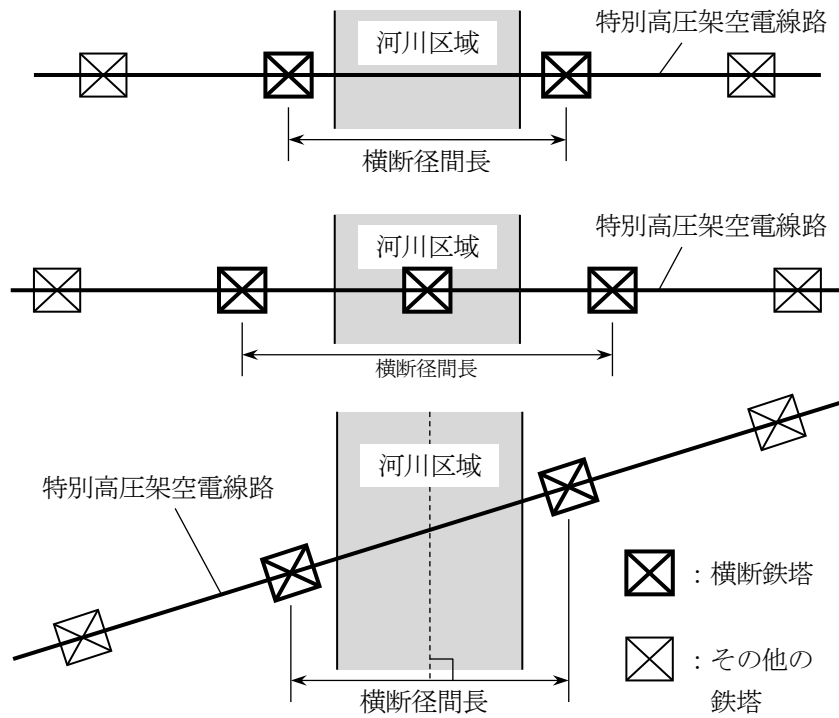 特別高圧架空電線路
河川区域
横断径間長
特別高圧架空電線路
河川区域
横断径間長
河川区域
特別高圧架空電線路
：横断鉄塔
：その他の
鉄塔
横断径間長